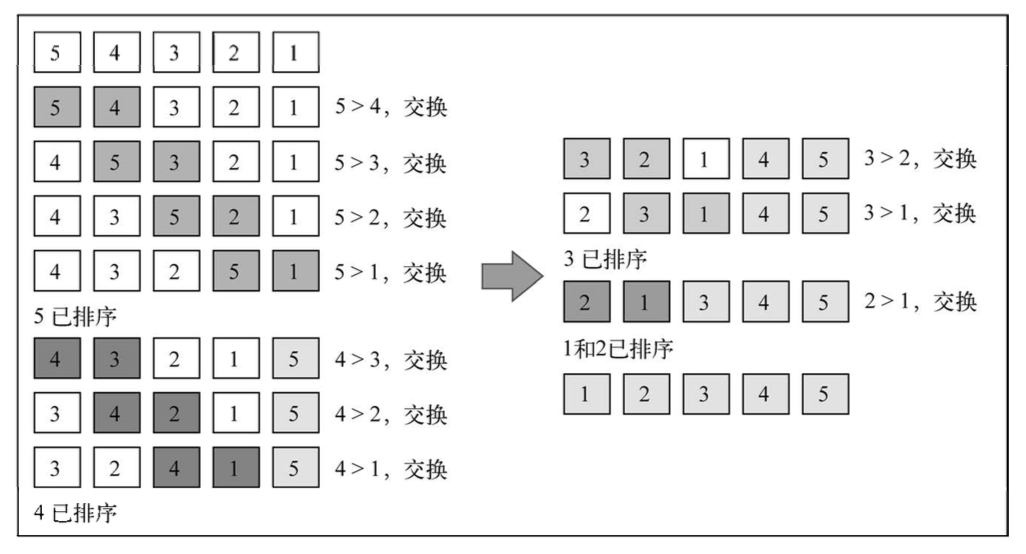 5 4 3 2 1
5 4 3 2 1 5 > 4，交换
4 5 3 2 1 5 > 3，交换
4 3 5 2 1 5 > 2，交换
4 3 2 5 1 5 > 1，交换
5 已排序
4 3 2 1 5 4 > 3，交换
3 4 2 1 5 4 > 2，交换
3 2 4 1 5 4 > 1，交换
4 已排序
3 2 1 4 5 3 > 2，交换
2 3 1 4 5 3 > 1，交换
3 已排序
2 1 3 4 5 2 > 1，交换
1和2已排序
1 2 3 4 5